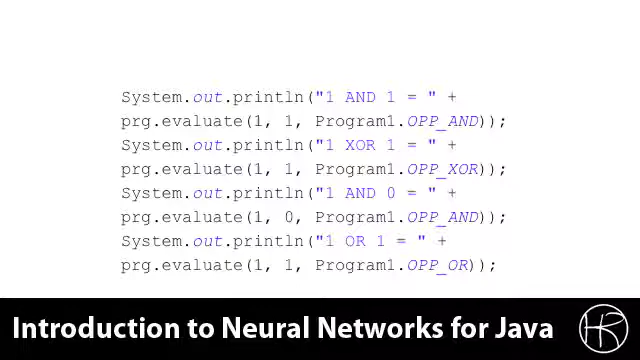 System.out.println("1 AND 1 = " +
prg.evaluate(1, 1, Program1.OPP_AND));
System.out.println("1 XOR 1 = " +
prg.evaluate(1, 1, Program1.OPP_XOR));
System.out.println("1 AND 0 = " +
prg.evaluate(1, 0, Program1.OPP_AND));
System.out.println("1 OR 1 = " +
prg.evaluate(1, 1, Program1.OPP_OR));
Introduction to Neural Networks for Java